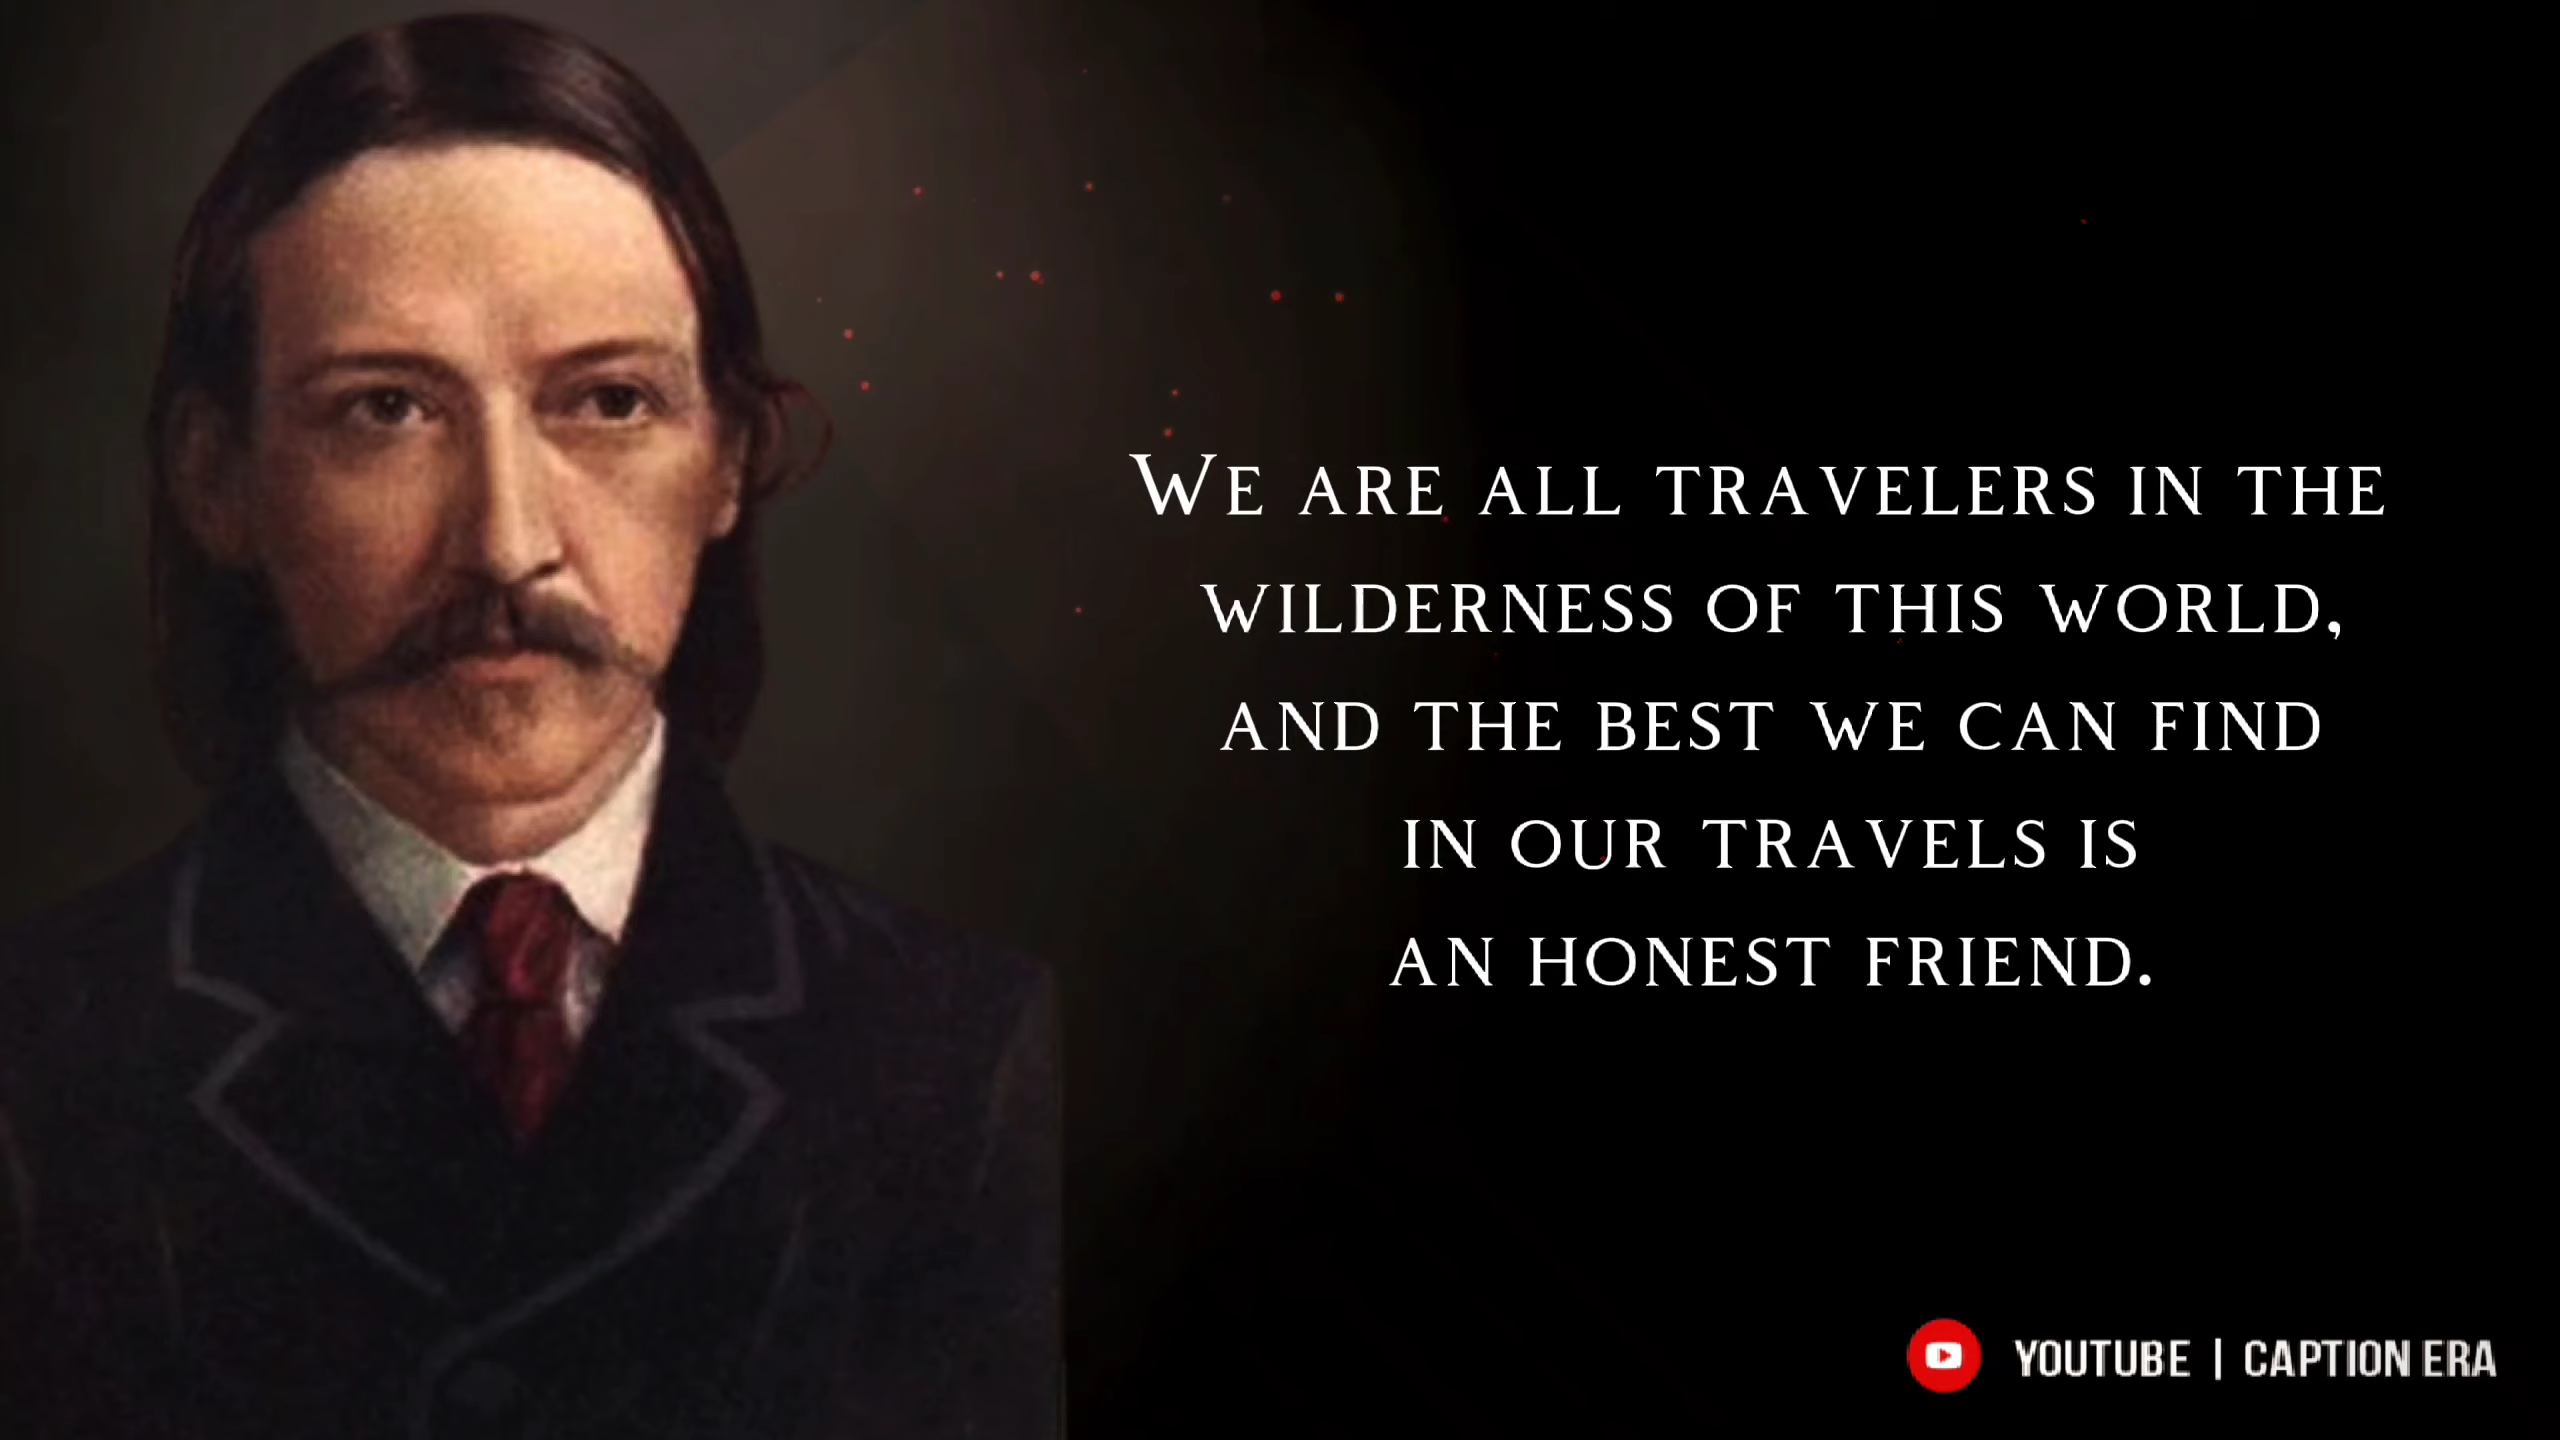 We are all travelers in the
wilderness of this world,
and the best we can find
in our travels is
an honest friend.
YOUTUBE | CAPTION ERA